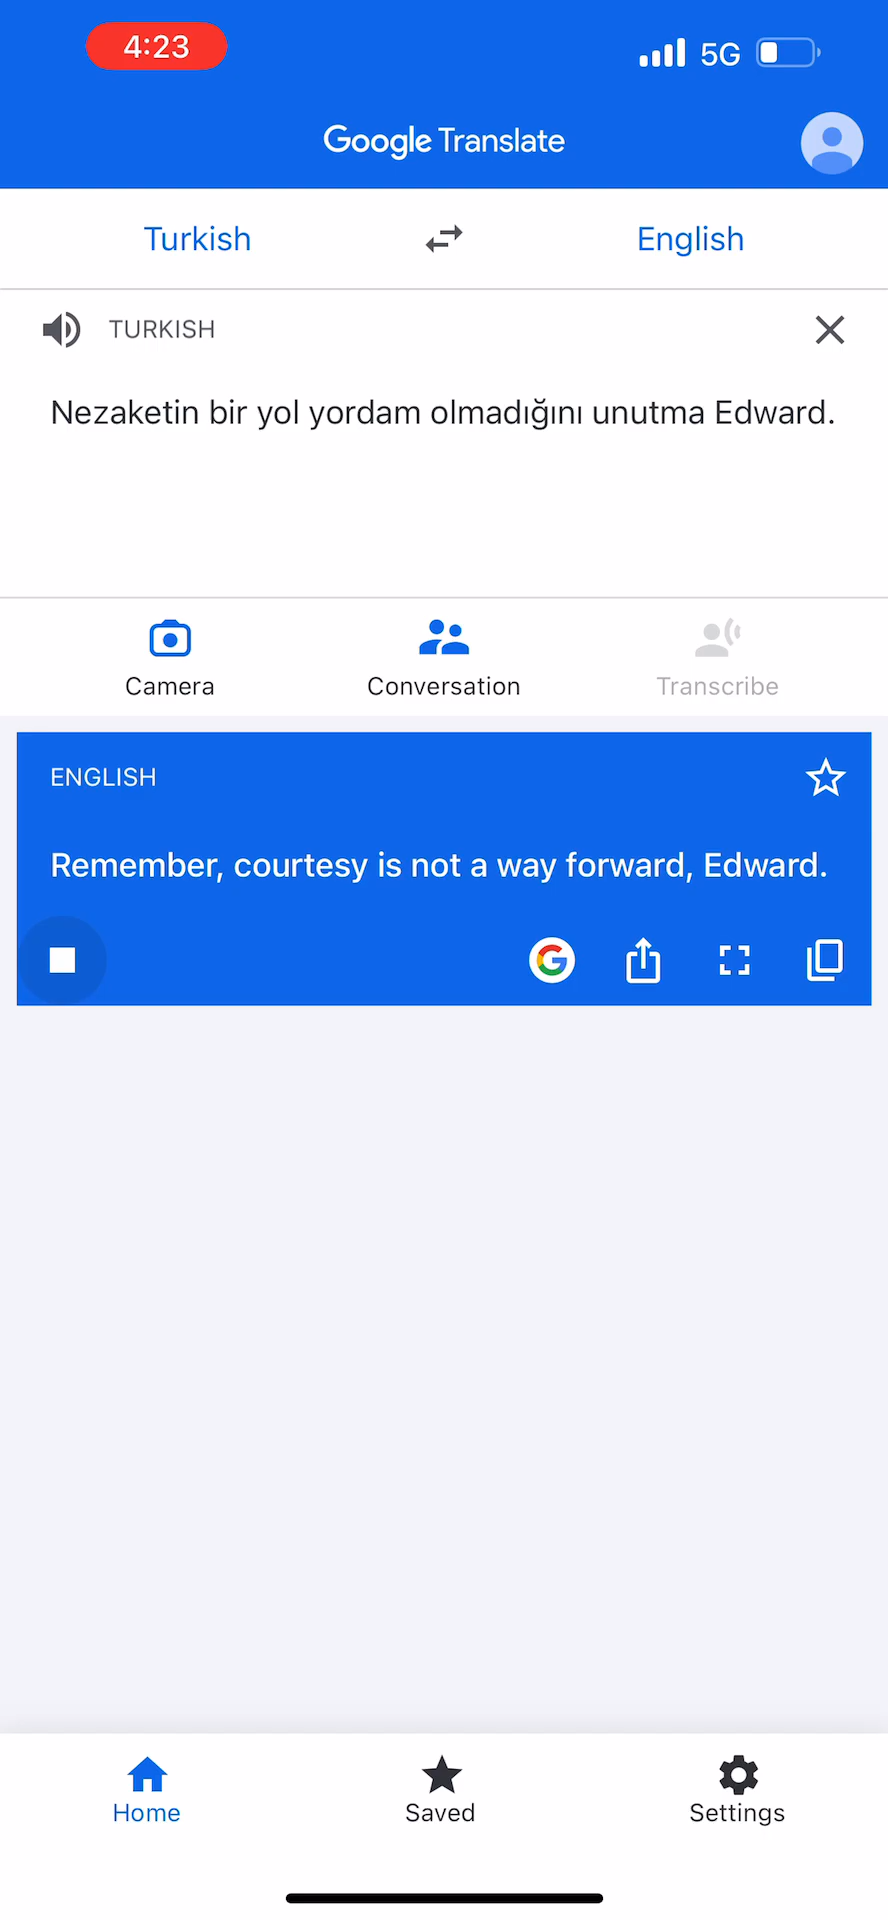 4:23
5G
Google Translate
Turkish
English
TURKISH
Nezaketin bir yol yordam olmadığını unutma Edward.
Camera
Conversation
Transcribe
ENGLISH
Remember, courtesy is not a way forward, Edward.
Home
Saved
Settings